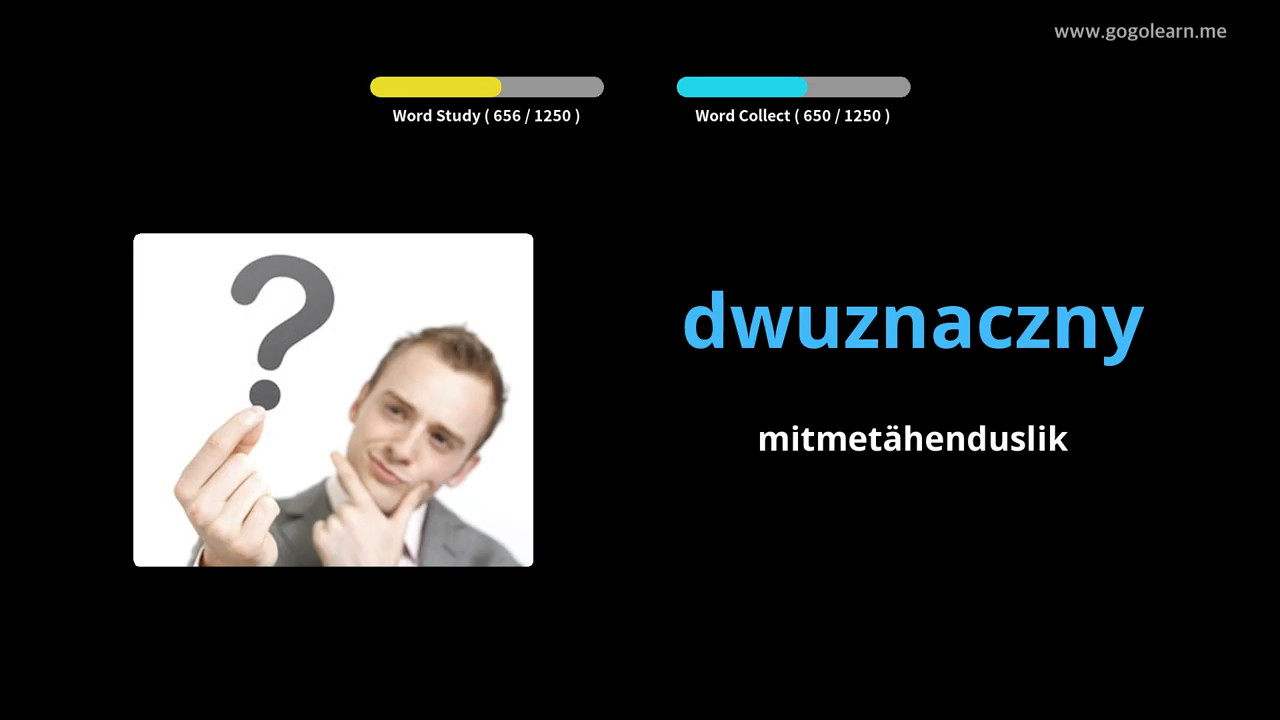 www.gogolearn.me
Word Study ( 656 / 1250 )
Word Collect ( 650 / 1250 )
?
dwuznaczny
mitmetähenduslik